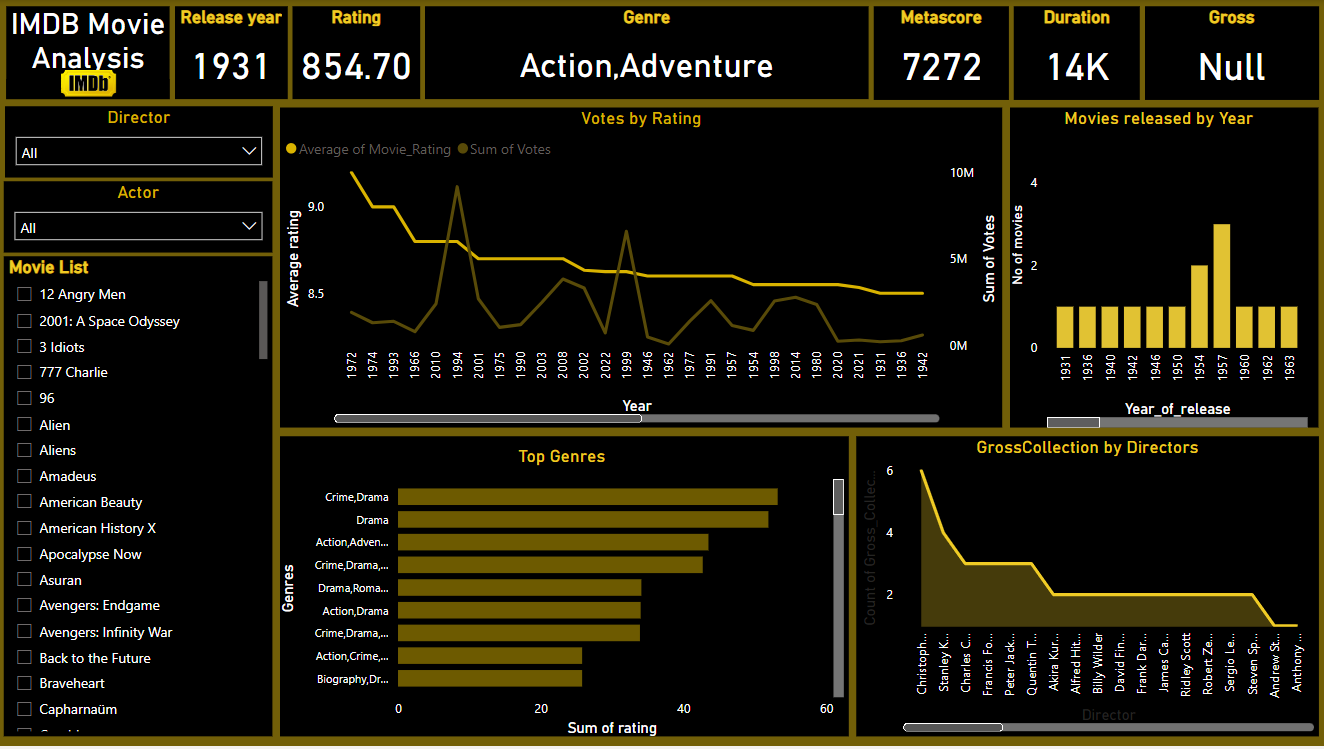 IMDB Movie
Analysis
IMDb
Release year
1931
Rating
854.70
Genre
Action,Adventure
Metascore
7272
Duration
14K
Gross
Null
Director
All
Actor
All
Movie List
12 Angry Men
2001: A Space Odyssey
3 Idiots
777 Charlie
96
Alien
Aliens
Amadeus
American Beauty
American History X
Apocalypse Now
Asuran
Avengers: Endgame
Avengers: Infinity War
Back to the Future
Braveheart
Capharnaüm
Votes by Rating
Average of Movie_Rating Sum of Votes
Average rating
9.0
8.5
10M
5M
0M
Sum of Votes
1972 1974 1993 1966 2010 1994 2001 1975 1990 2003 2008 2002 2022 1999 1946 1962 1977 1991 1957 1954 2014 1980 2020 2021 1931 1936 1942
Year
Movies released by Year
No of movies
4
2
0
1931 1936 1940 1942 1946 1950 1954 1957 1960 1962 1963
Year_of_release
Top Genres
Genres
Crime,Drama
Drama
Action,Adven...
Crime,Drama,...
Drama,Roma...
Action,Drama
Crime,Drama,...
Action,Crime,...
Biography,Dr...
0 20 40 60
Sum of rating
GrossCollection by Directors
Count of Gross_Collec...
6
4
2
Christoph... Stanley K... Charles C... Francis Fo... Peter Jack... Quentin T... Akira Kur... Alfred Hit... Billy Wilder David Fin... Frank Dar... James Ca... Ridley Scott Robert Ze... Sergio Le... Steven Sp... Andrew St... Anthony ...
Director